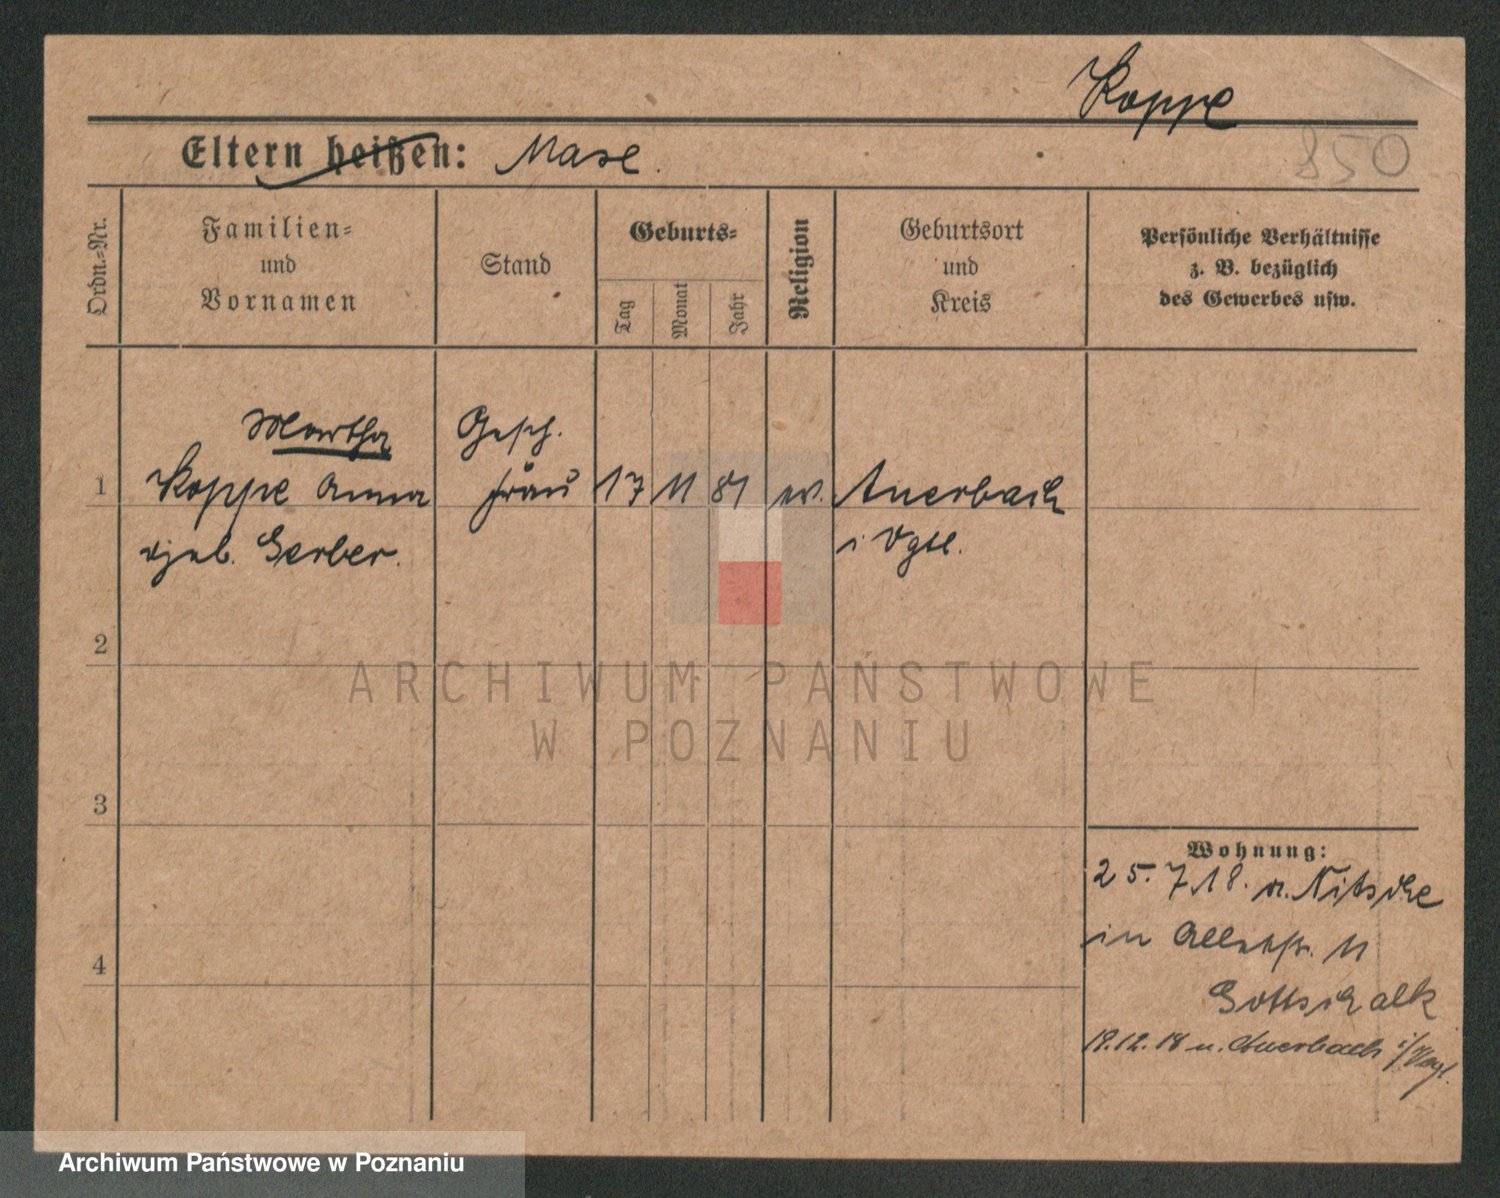 Koppe
850
Eltern heißen: Mase.
Ordn.-Nr.
Familien-
und
Vornamen
Stand
Geburts-
Tag
Monat
Jahr
Religion
Geburtsort
und
Kreis
Persönliche Verhältnisse
z. B. bezüglich
des Gewerbes usw.
Martha
Gesch.
1 Koppe Anna frau 17 11 81 ev. Auerbach
geb. Gerber. i Vgtl.
2
3
4
Wohnung:
25.7.18. v. Nitsche
in 11
Gottschalk
19.12.18 n. Auerbach i/Vogl.
ARCHIWUM PAŃSTWOWE
W POZNANIU
Archiwum Państwowe w Poznaniu